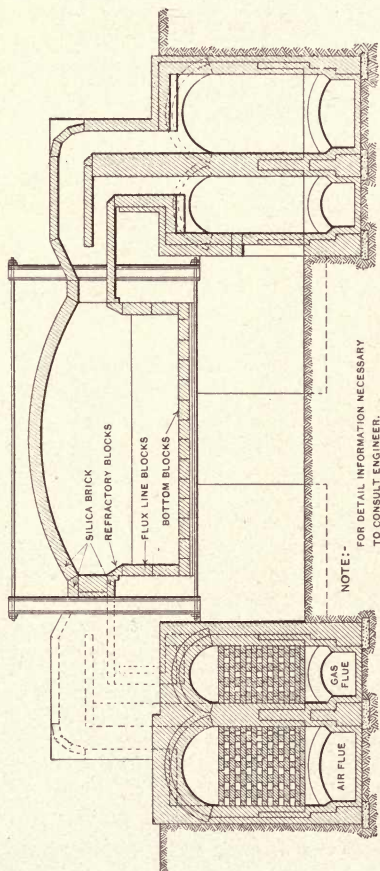 SILICA BRICK
REFRACTORY BLOCKS
FLUX LINE BLOCKS
BOTTOM BLOCKS
AIR FLUE
GAS
FLUE
NOTE:-
FOR DETAIL INFORMATION NECESSARY
TO CONSULT ENGINEER.